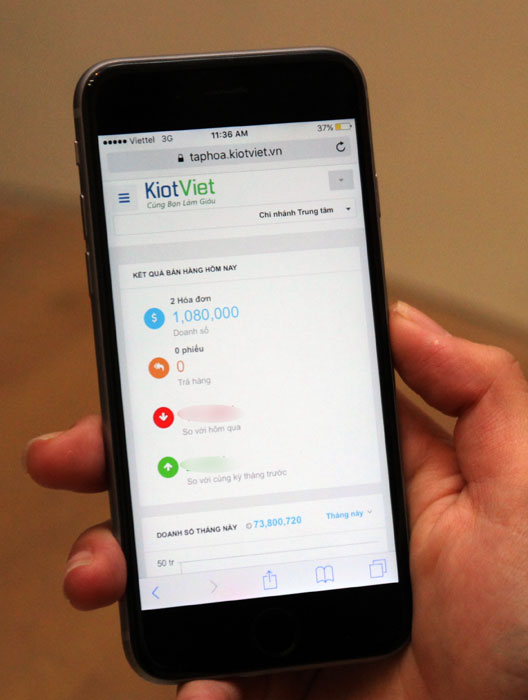 Viettel 3G 11:36 AM 37%
taphoa.kiotviet.vn
KiotViet
Cùng Bạn Làm Giàu
Chi nhánh Trung tâm
KẾT QUẢ BÁN HÀNG HÔM NAY
2 Hóa đơn
$ 1,080,000
Doanh số
0 phiếu
0
Trả hàng
So với hôm qua
So với cùng kỳ tháng trước
DOANH SỐ THÁNG NÀY 73,800,720 Tháng này
50 tr